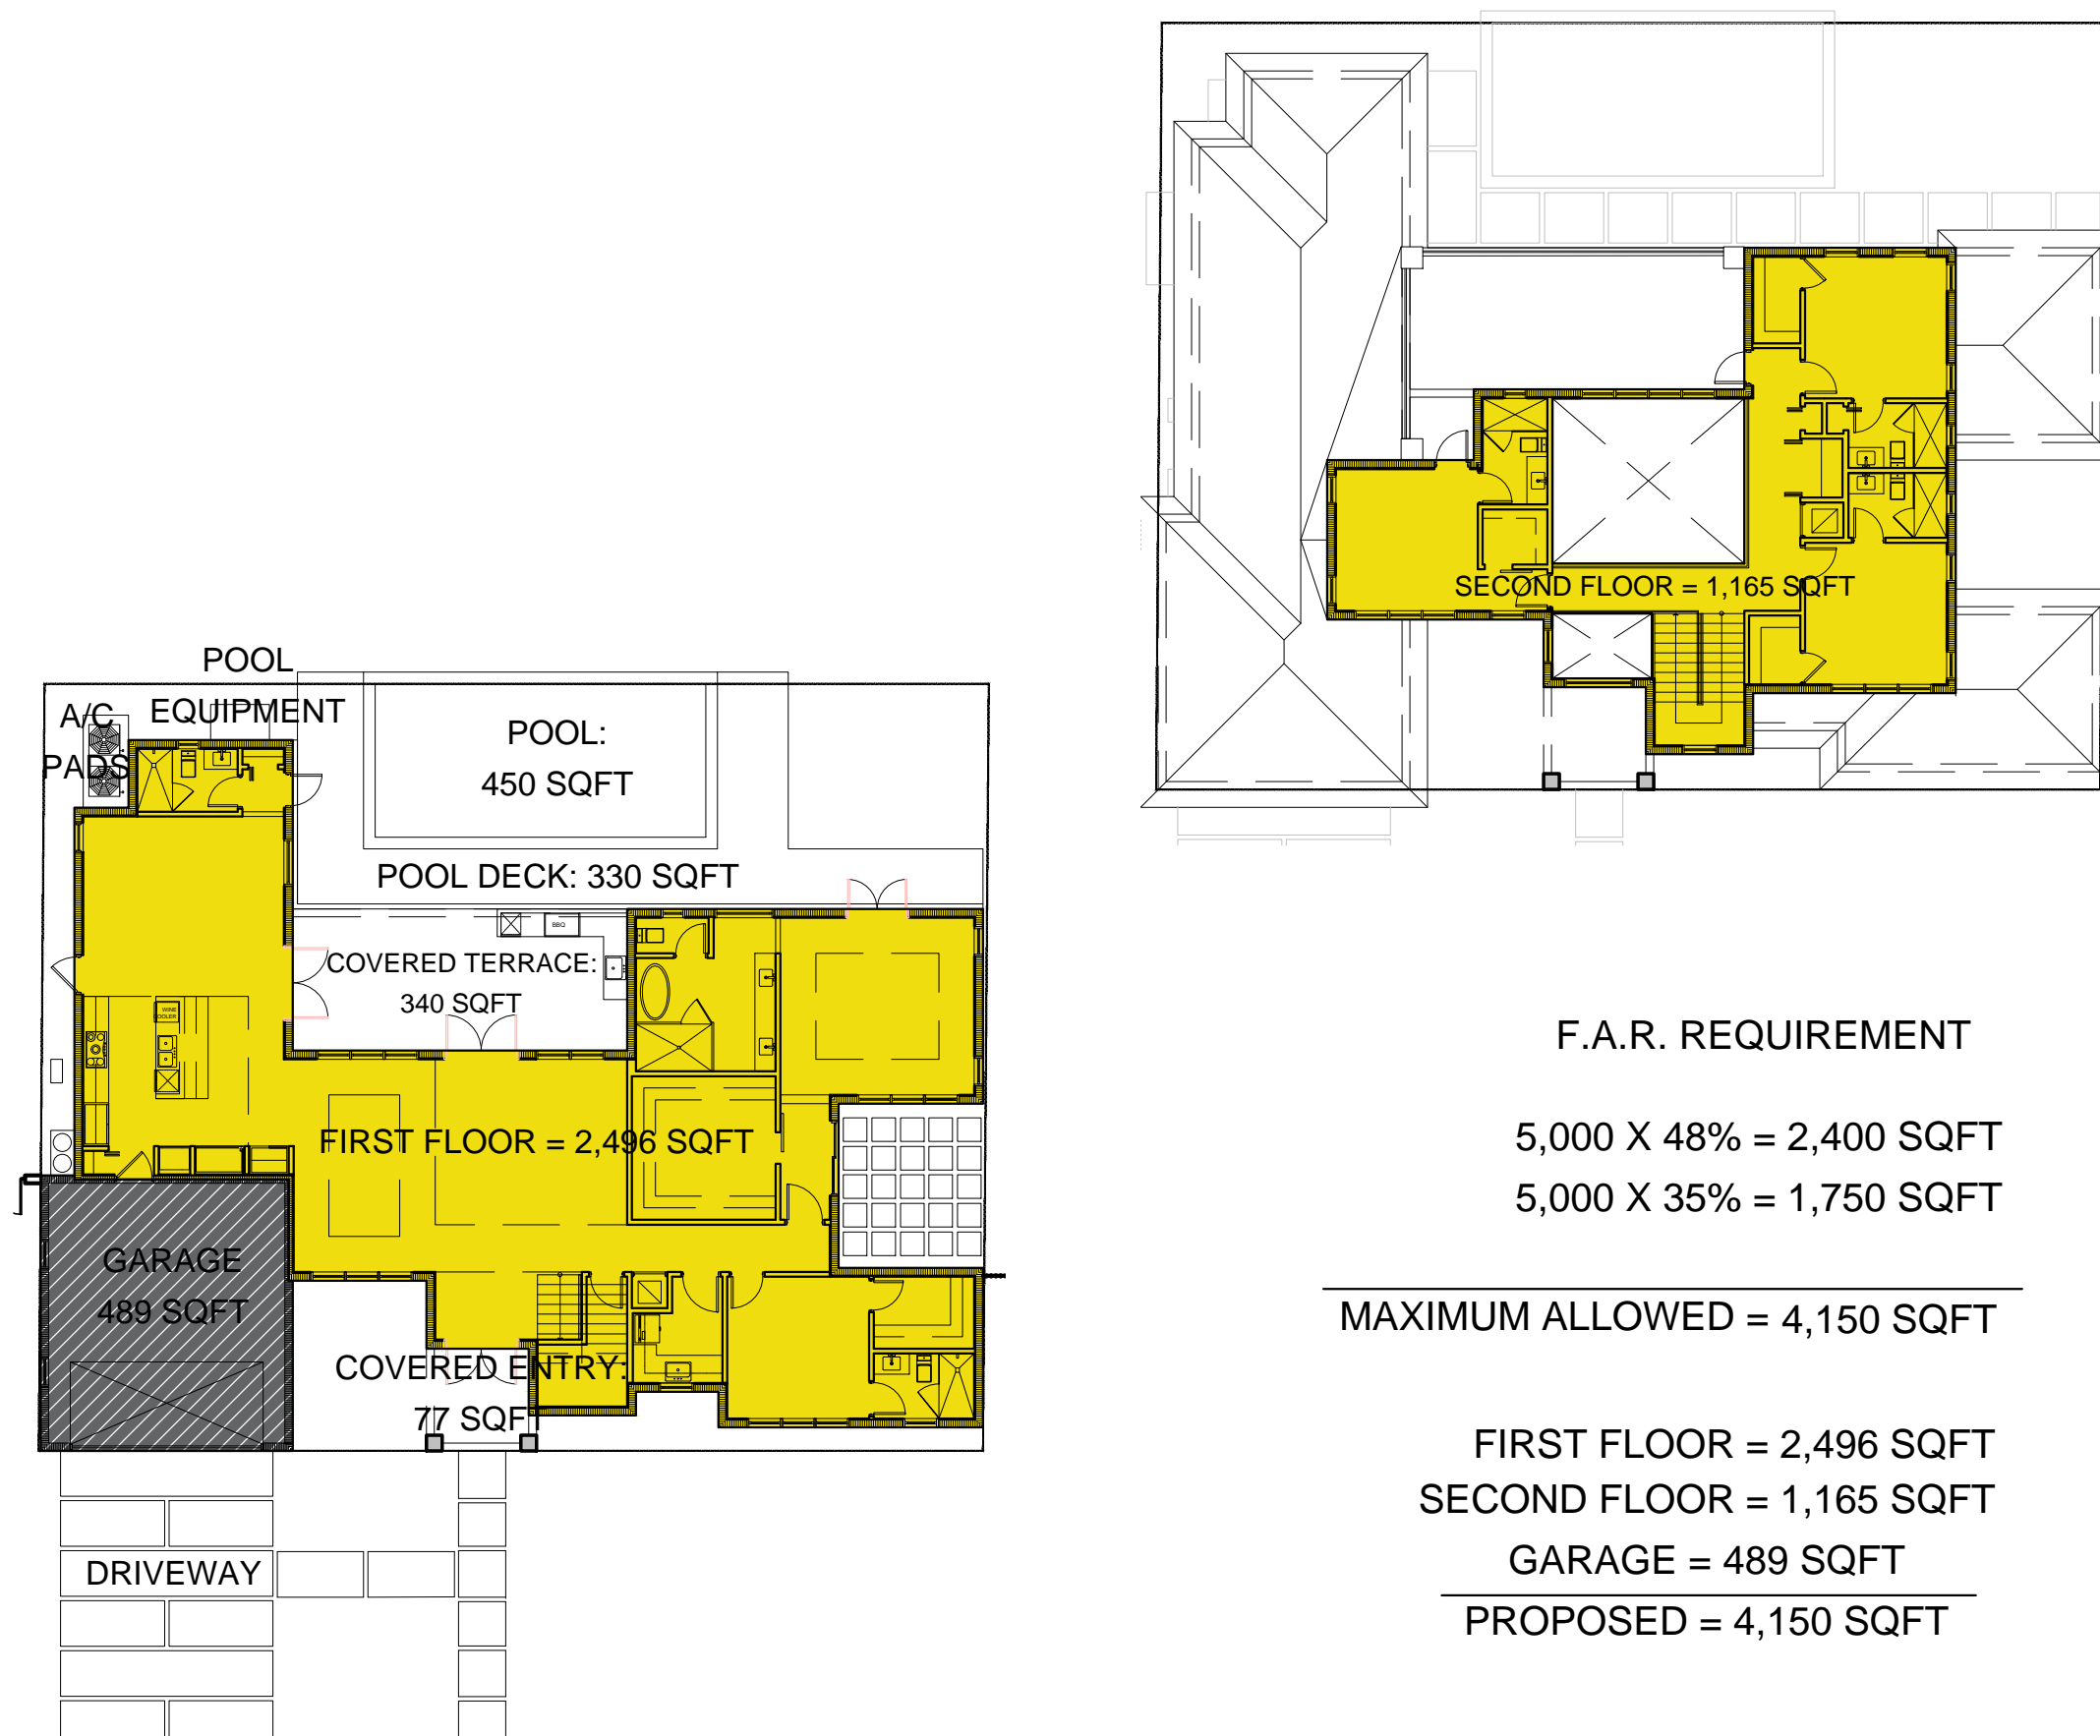 SECOND FLOOR = 1,165 SQFT
POOL
EQUIPMENT
A/C
PADS
POOL:
450 SQFT
POOL DECK: 330 SQFT
BBQ
COVERED TERRACE:
340 SQFT
WINE
COOLER
FIRST FLOOR = 2,496 SQFT
GARAGE
489 SQFT
COVERED ENTRY:
77 SQFT
DRIVEWAY
F.A.R. REQUIREMENT
5,000 X 48% = 2,400 SQFT
5,000 X 35% = 1,750 SQFT
MAXIMUM ALLOWED = 4,150 SQFT
FIRST FLOOR = 2,496 SQFT
SECOND FLOOR = 1,165 SQFT
GARAGE = 489 SQFT
PROPOSED = 4,150 SQFT